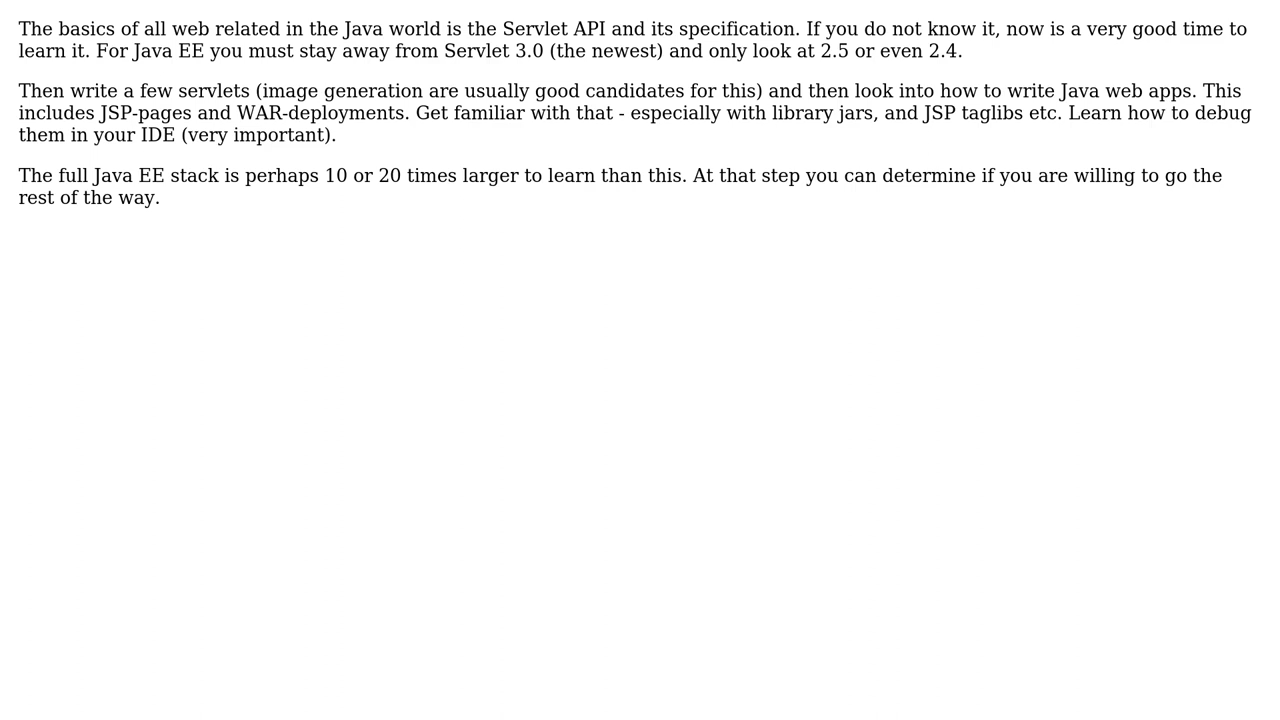 The basics of all web related in the Java world is the Servlet API and its specification. If you do not know it, now is a very good time to
learn it. For Java EE you must stay away from Servlet 3.0 (the newest) and only look at 2.5 or even 2.4.
Then write a few servlets (image generation are usually good candidates for this) and then look into how to write Java web apps. This
includes JSP-pages and WAR-deployments. Get familiar with that - especially with library jars, and JSP taglibs etc. Learn how to debug
them in your IDE (very important).
The full Java EE stack is perhaps 10 or 20 times larger to learn than this. At that step you can determine if you are willing to go the
rest of the way.